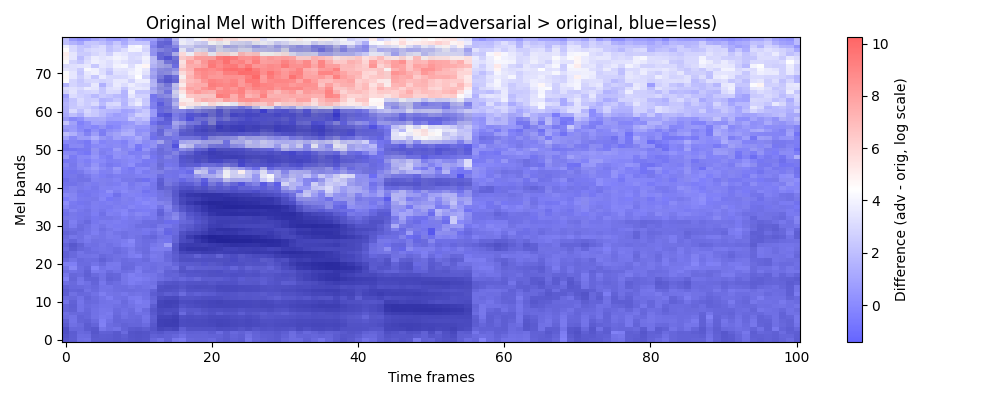 Original Mel with Differences (red=adversarial > original, blue=less)
Mel bands
70
60
50
40
30
20
10
0
0 20 40 60 80 100
Time frames
10
8
6
4
2
0
Difference (adv - orig, log scale)